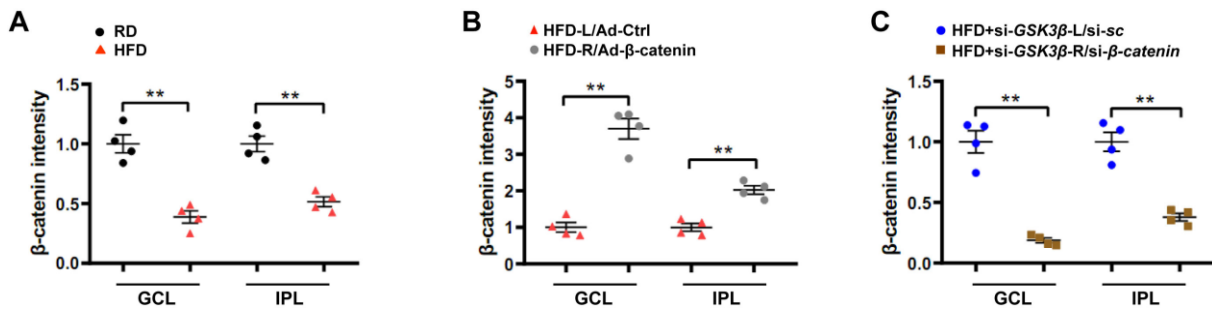 A
RD
HFD
β-catenin intensity
1.5
1.0
0.5
0.0
**
**
GCL
IPL
B
HFD-L/Ad-Ctrl
HFD-R/Ad-β-catenin
β-catenin intensity
5
4
3
2
1
0
**
**
GCL
IPL
C
HFD+si-GSK3β-L/si-sc
HFD+si-GSK3β-R/si-β-catenin
β-catenin intensity
1.5
1.0
0.5
0.0
**
**
GCL
IPL